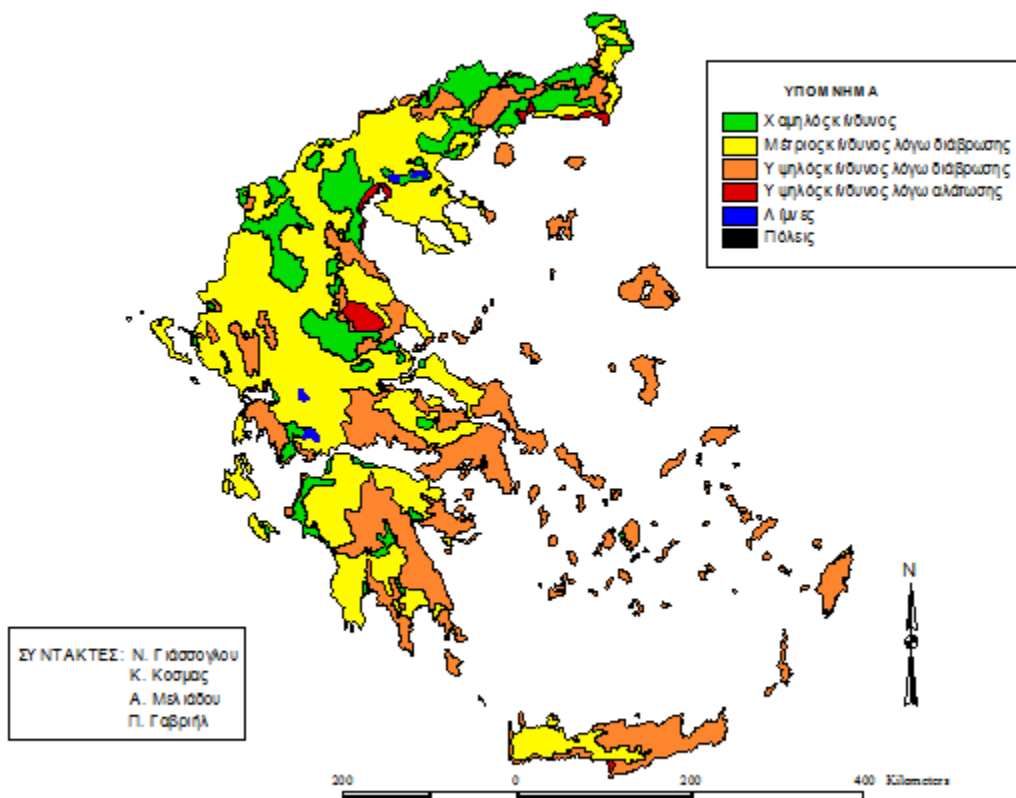 ΥΠΟΜΝΗΜΑ
Χαμηλός κίνδυνος
Μέτριος κίνδυνος λόγω διάβρωσης
Υψηλός κίνδυνος λόγω διάβρωσης
Υψηλός κίνδυνος λόγω αλάτωσης
Λίμνες
Πόλεις
N
ΣΥΝΤΑΚΤΕΣ: Ν. Γιάσσογλου
Κ. Κοσμας
Α. Μελιάδου
Π. Γαβριήλ
200 0 200 400 Kilometers